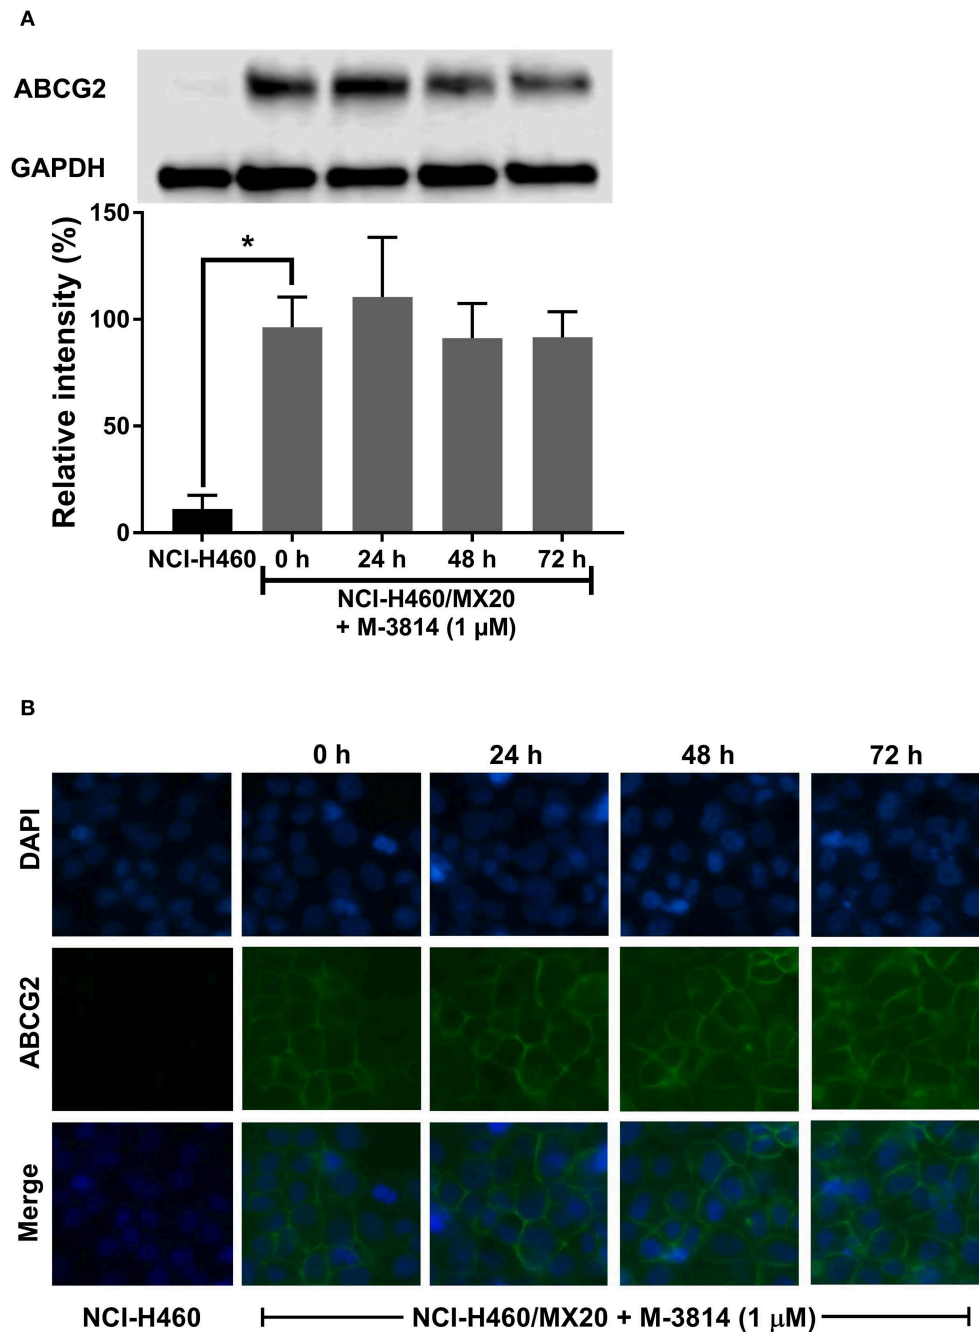 A
ABCG2
GAPDH
Relative intensity (%)
150
100
50
0
*
NCI-H460 0 h 24 h 48 h 72 h
NCI-H460/MX20
+ M-3814 (1 µM)
B
0 h 24 h 48 h 72 h
DAPI
ABCG2
Merge
NCI-H460 NCI-H460/MX20 + M-3814 (1 µM)